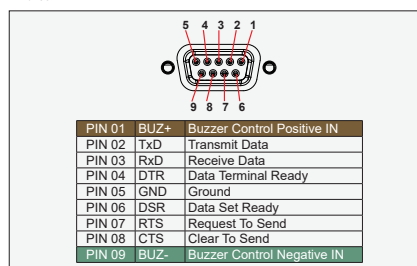 5 4 3 2 1
9 8 7 6
PIN 01 BUZ+ Buzzer Control Positive IN
PIN 02 TxD Transmit Data
PIN 03 RxD Receive Data
PIN 04 DTR Data Terminal Ready
PIN 05 GND Ground
PIN 06 DSR Data Set Ready
PIN 07 RTS Request To Send
PIN 08 CTS Clear To Send
PIN 09 BUZ- Buzzer Control Negative IN